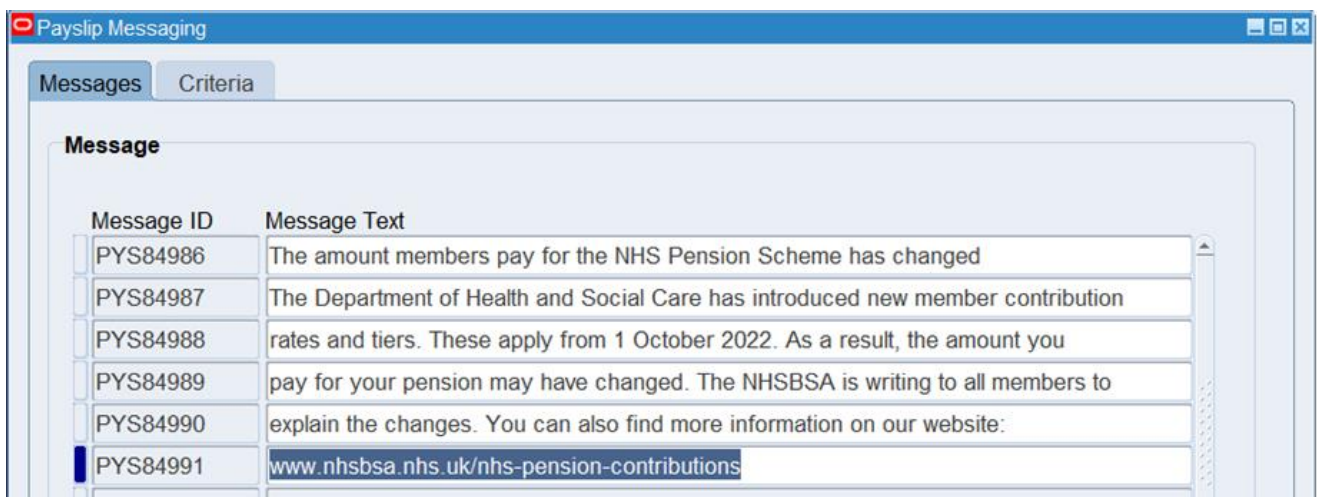 Payslip Messaging
Messages Criteria
Message
Message ID Message Text
PYS84986 The amount members pay for the NHS Pension Scheme has changed
PYS84987 The Department of Health and Social Care has introduced new member contribution
PYS84988 rates and tiers. These apply from 1 October 2022. As a result, the amount you
PYS84989 pay for your pension may have changed. The NHSBSA is writing to all members to
PYS84990 explain the changes. You can also find more information on our website:
PYS84991 www.nhsbsa.nhs.uk/nhs-pension-contributions